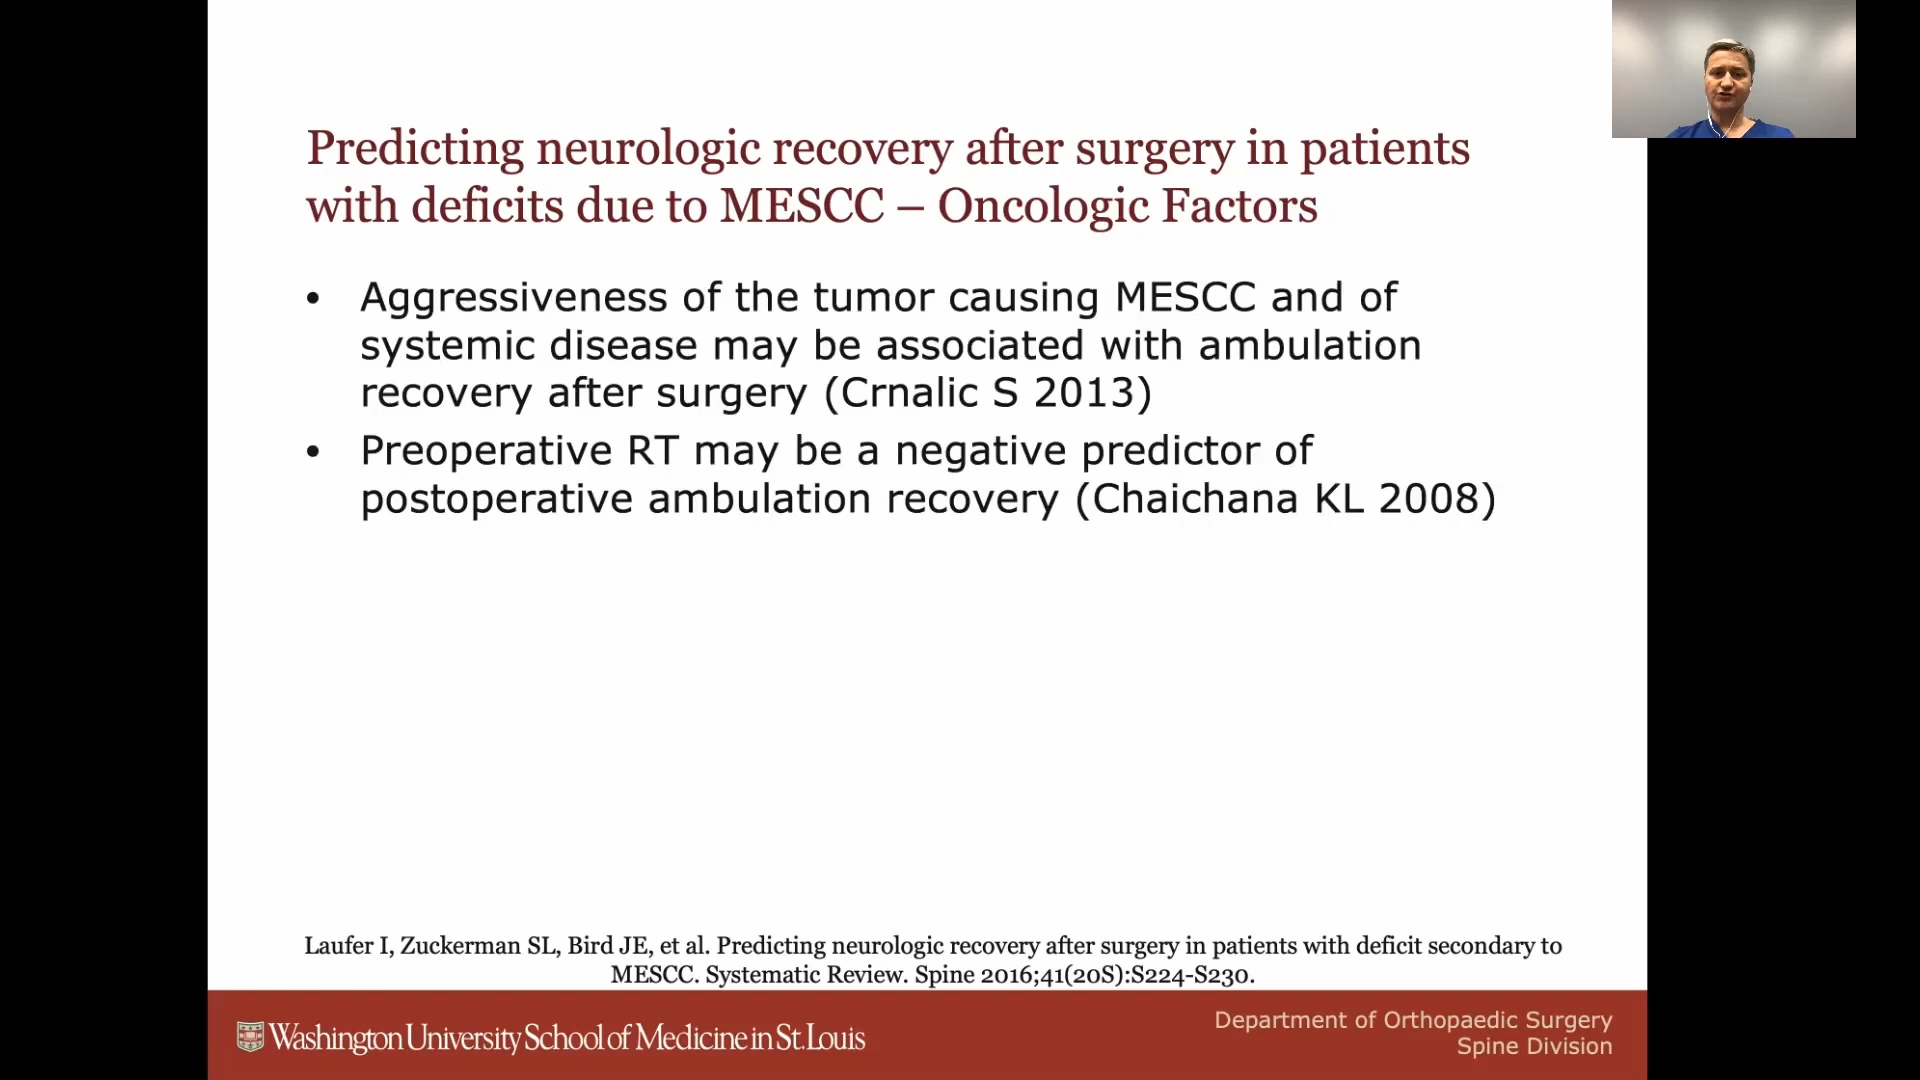 Predicting neurologic recovery after surgery in patients
with deficits due to MESCC – Oncologic Factors
• Aggressiveness of the tumor causing MESCC and of
systemic disease may be associated with ambulation
recovery after surgery (Crnalic S 2013)
• Preoperative RT may be a negative predictor of
postoperative ambulation recovery (Chaichana KL 2008)
Laufer I, Zuckerman SL, Bird JE, et al. Predicting neurologic recovery after surgery in patients with deficit secondary to
MESCC. Systematic Review. Spine 2016;41(20S):S224-S230.
Washington University School of Medicine in St. Louis
Department of Orthopaedic Surgery
Spine Division